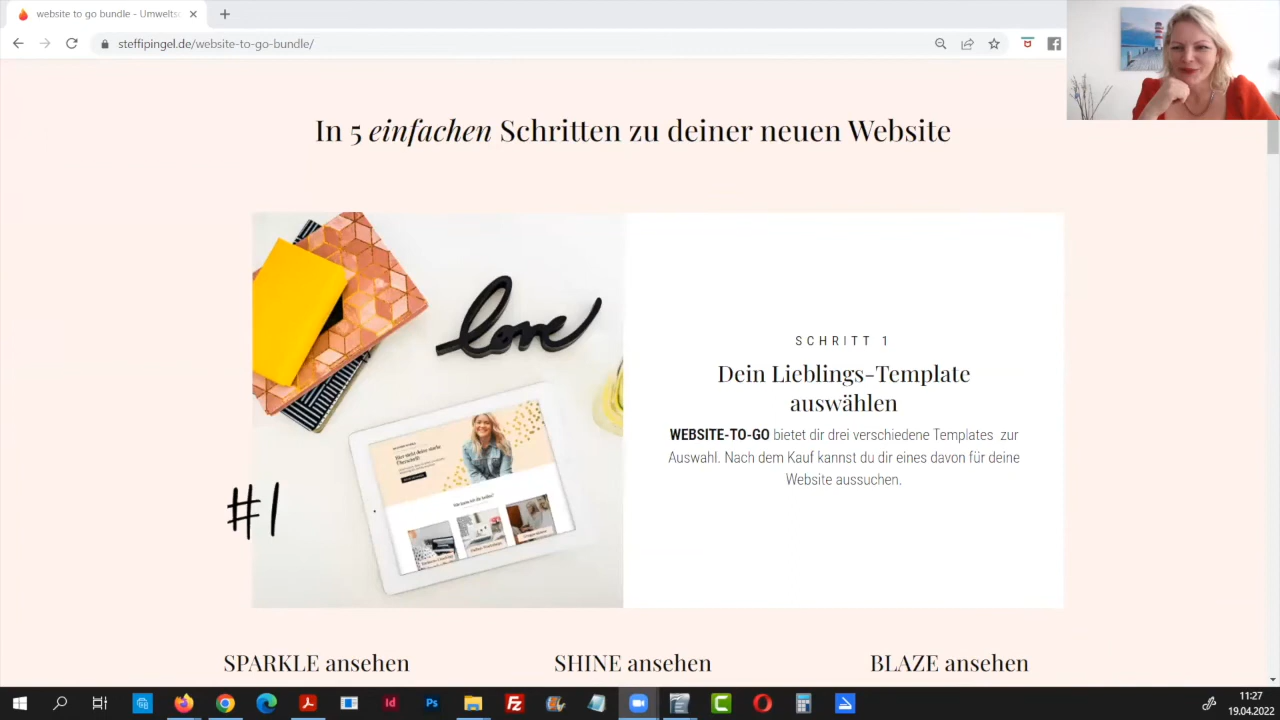 website to go bundle - Umwelts
steffipingel.de/website-to-go-bundle/
In 5 einfachen Schritten zu deiner neuen Website
love
#1
SCHRITT 1
Dein Lieblings-Template
auswählen
WEBSITE-TO-GO bietet dir drei verschiedene Templates zur
Auswahl. Nach dem Kauf kannst du dir eines davon für deine
Website aussuchen.
SPARKLE ansehen
SHINE ansehen
BLAZE ansehen
11:27
19.04.2022